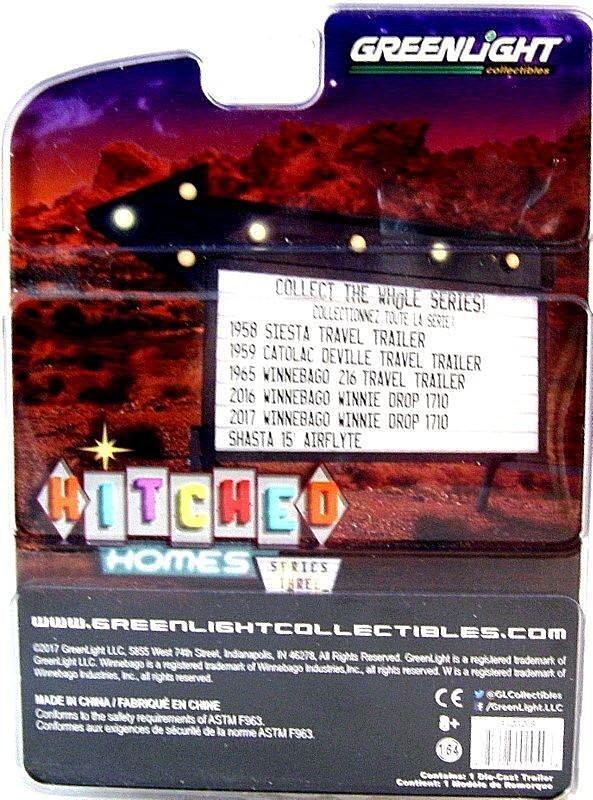 GREENLiGHT
collectibles
COLLECT THE WHOLE SERIES!
COLLECTIONNEZ TOUTE LA SÉRIE!
1958 SIESTA TRAVEL TRAILER
1959 CATOLAC DEVILLE TRAVEL TRAILER
1965 WINNEBAGO 216 TRAVEL TRAILER
2016 WINNEBAGO WINNIE DROP 1710
2017 WINNEBAGO WINNIE DROP 1710
SHASTA 15' AIRFLYTE
HITCHED
HOMES
SERIES
THREE
WWW.GREENLIGHTCOLLECTIBLES.COM
©2017 GreenLight LLC, 5855 West 74th Street, Indianapolis, IN 46278, All Rights Reserved. GreenLight is a registered trademark of
GreenLight LLC. Winnebago is a registered trademark of Winnebago Industries,Inc., all rights reserved. W is a registered trademark of
Winnebago Industries, Inc., all rights reserved.
MADE IN CHINA / FABRIQUÉ EN CHINE
Conforms to the safety requirements of ASTM F963.
Conformes aux exigences de sécurité de la norme ASTM F963.
CE
@GLCollectibles
/GreenLight.LLC
8+
1:64
Contains: 1 Die-Cast Trailer
Contient: 1 Modèle de Remorque